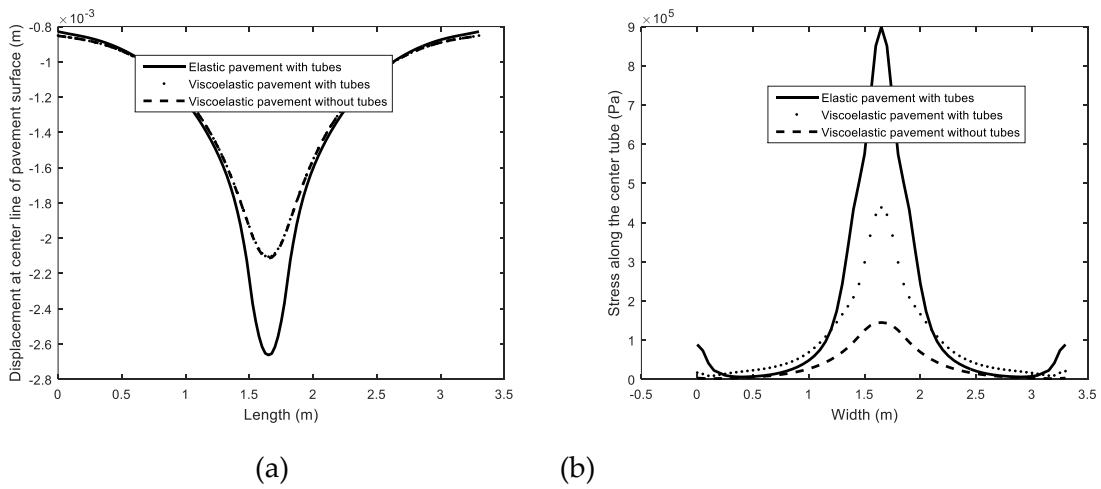 ×10⁻³
-0.8
-1
-1.2
-1.4
-1.6
-1.8
-2
-2.2
-2.4
-2.6
-2.8
Displacement at center line of pavement surface (m)
Elastic pavement with tubes
Viscoelastic pavement with tubes
Viscoelastic pavement without tubes
0 0.5 1 1.5 2 2.5 3 3.5
Length (m)
(a)
×10⁵
9
8
7
6
5
4
3
2
1
0
Stress along the center tube (Pa)
Elastic pavement with tubes
Viscoelastic pavement with tubes
Viscoelastic pavement without tubes
-0.5 0 0.5 1 1.5 2 2.5 3 3.5
Width (m)
(b)